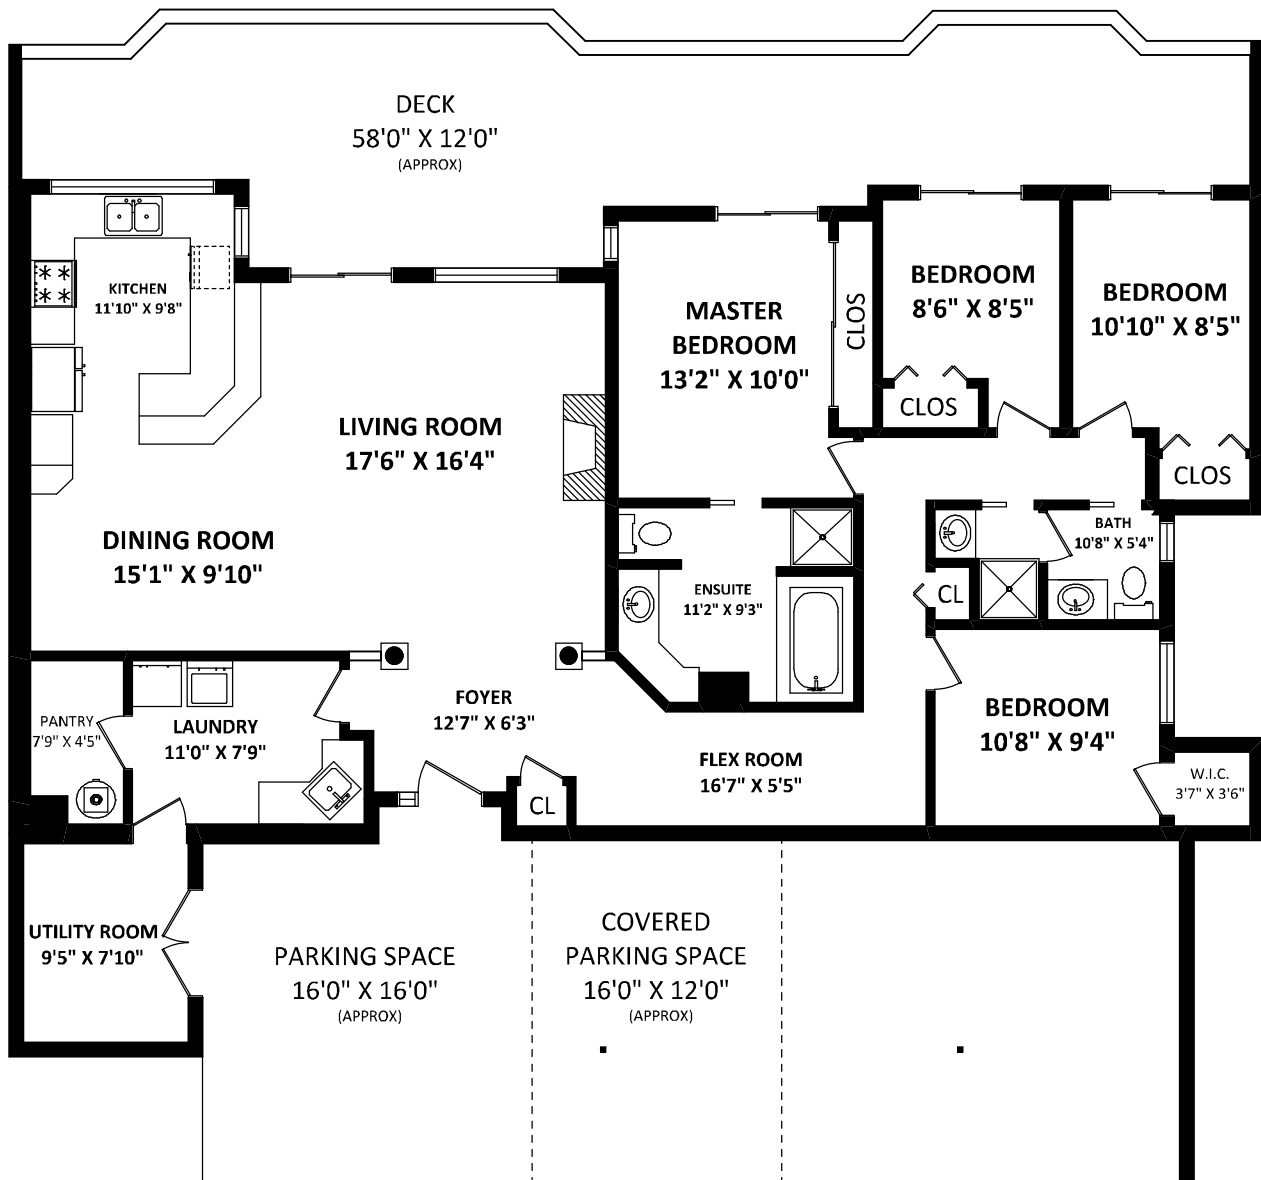 DECK
58'0" X 12'0"
(APPROX)
KITCHEN
11'10" X 9'8"
MASTER
BEDROOM
13'2" X 10'0"
CLOS
BEDROOM
8'6" X 8'5"
CLOS
BEDROOM
10'10" X 8'5"
CLOS
LIVING ROOM
17'6" X 16'4"
DINING ROOM
15'1" X 9'10"
ENSUITE
11'2" X 9'3"
BATH
10'8" X 5'4"
CL
PANTRY
7'9" X 4'5"
LAUNDRY
11'0" X 7'9"
FOYER
12'7" X 6'3"
CL
FLEX ROOM
16'7" X 5'5"
BEDROOM
10'8" X 9'4"
W.I.C.
3'7" X 3'6"
UTILITY ROOM
9'5" X 7'10"
PARKING SPACE
16'0" X 16'0"
(APPROX)
COVERED
PARKING SPACE
16'0" X 12'0"
(APPROX)